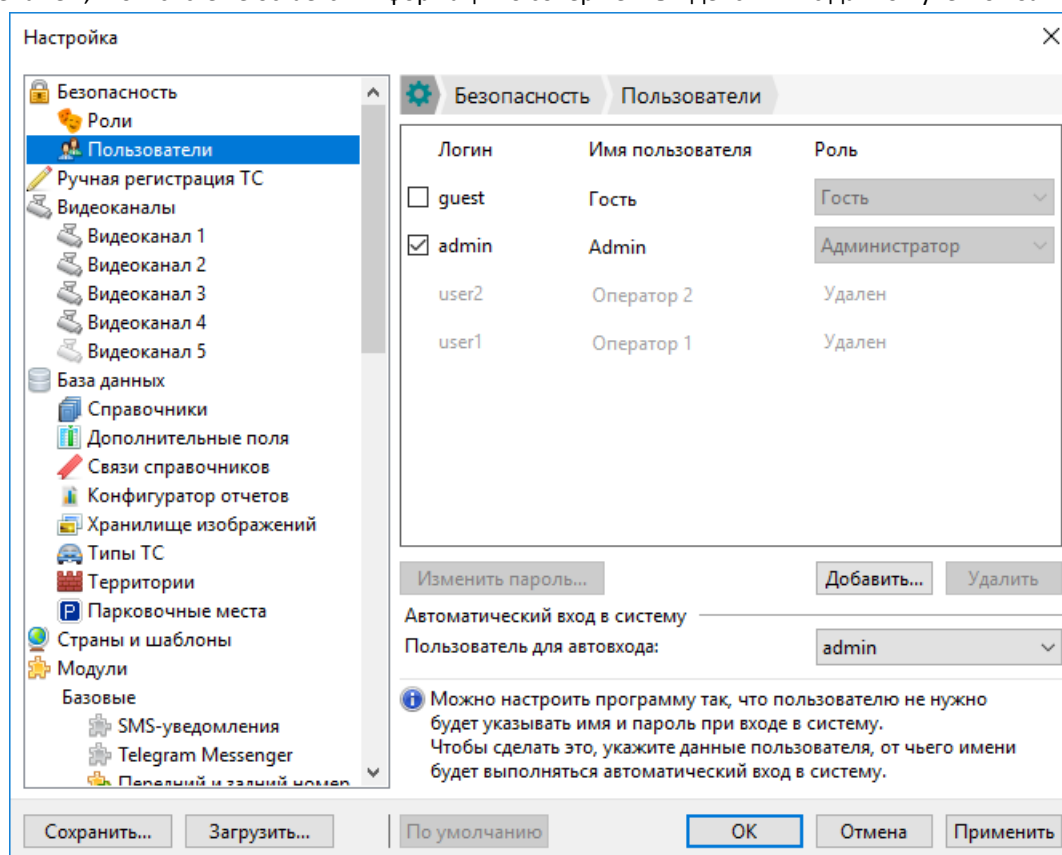 Настройка
Безопасность
Роли
Пользователи
Ручная регистрация ТС
Видеоканалы
Видеоканал 1
Видеоканал 2
Видеоканал 3
Видеоканал 4
Видеоканал 5
База данных
Справочники
Дополнительные поля
Связи справочников
Конфигуратор отчетов
Хранилище изображений
Типы ТС
Территории
Парковочные места
Страны и шаблоны
Модули
Базовые
SMS-уведомления
Telegram Messenger
Передний и задний номер
Безопасность Пользователи
Логин Имя пользователя Роль
guest Гость Гость
admin Admin Администратор
user2 Оператор 2 Удален
user1 Оператор 1 Удален
Изменить пароль... Добавить... Удалить
Автоматический вход в систему
Пользователь для автовхода: admin
Можно настроить программу так, что пользователю не нужно
будет указывать имя и пароль при входе в систему.
Чтобы сделать это, укажите данные пользователя, от чьего имени
будет выполняться автоматический вход в систему.
Сохранить... Загрузить... По умолчанию OK Отмена Применить